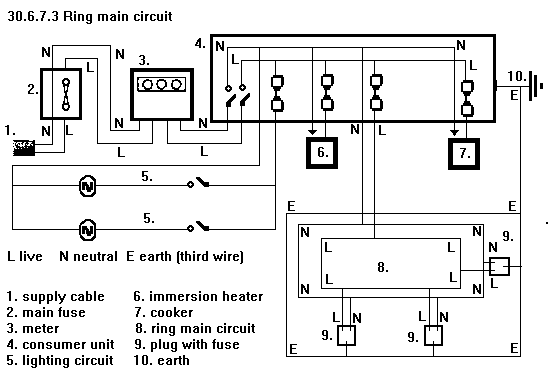 30.6.7.3 Ring main circuit
N
N
L
2.
N
L
1.
3.
N
L
N
L
4.
N
L
N
L
10.
E
N
L
6.
7.
5.
5.
E
E
N
N
L
L
8.
L
L
N
N
9.
N
L
L
N
L
N
9.
9.
E
E
L live N neutral E earth (third wire)
1. supply cable
2. main fuse
3. meter
4. consumer unit
5. lighting circuit
6. immersion heater
7. cooker
8. ring main circuit
9. plug with fuse
10. earth